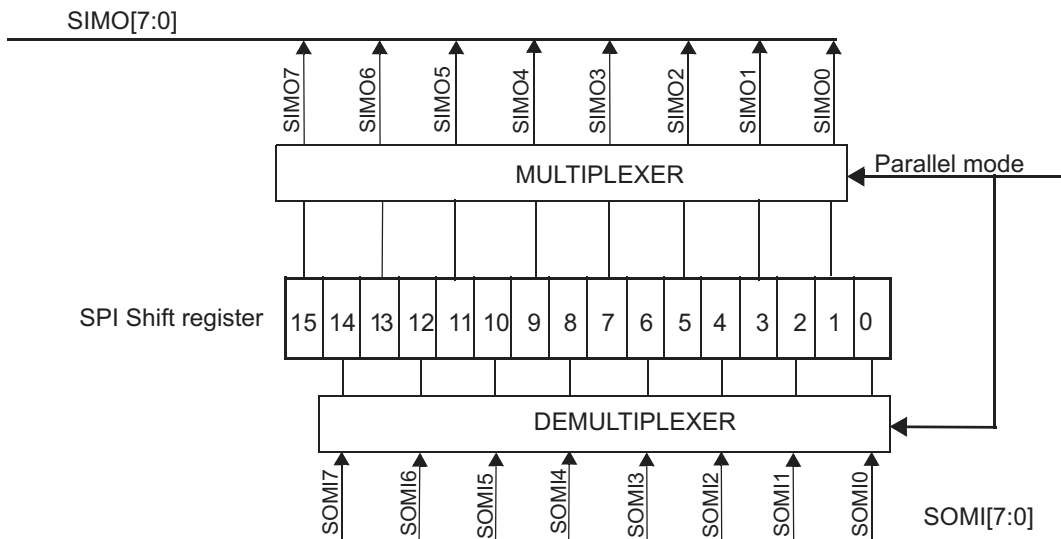 SIMO[7:0]
SIMO7 SIMO6 SIMO5 SIMO4 SIMO3 SIMO2 SIMO1 SIMO0
MULTIPLEXER
Parallel mode
SPI Shift register
15 14 13 12 11 10 9 8 7 6 5 4 3 2 1 0
DEMULTIPLEXER
SOMI7 SOMI6 SOMI5 SOMI4 SOMI3 SOMI2 SOMI1 SOMI0
SOMI[7:0]